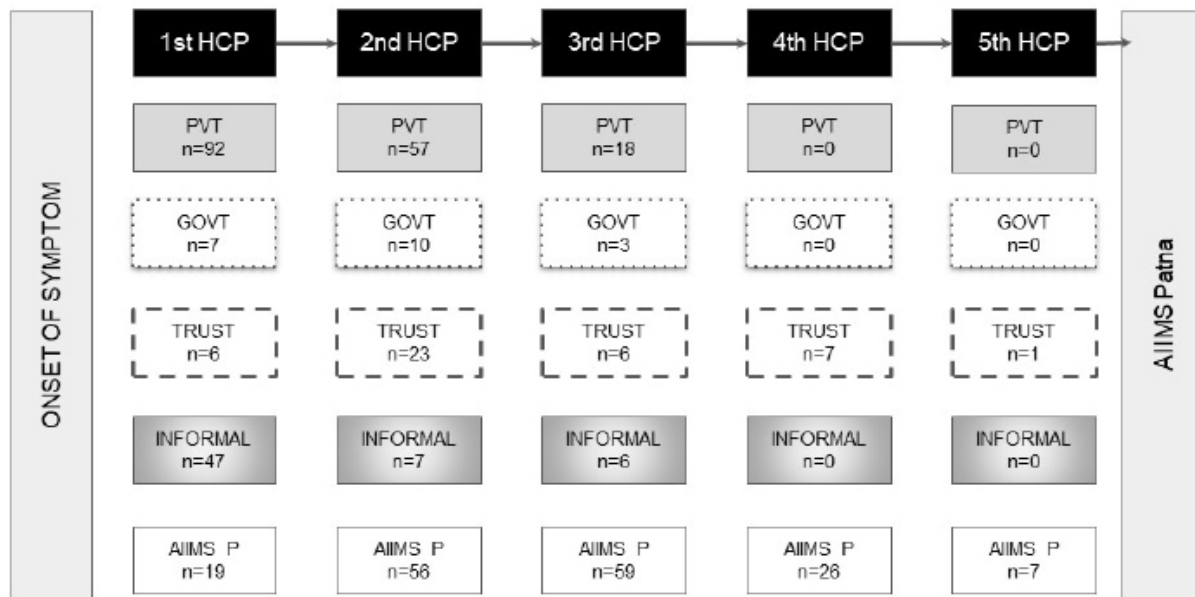 ONSET OF SYMPTOM
1st HCP
2nd HCP
3rd HCP
4th HCP
5th HCP
PVT
n=92
PVT
n=57
PVT
n=18
PVT
n=0
PVT
n=0
GOVT
n=7
GOVT
n=10
GOVT
n=3
GOVT
n=0
GOVT
n=0
TRUST
n=6
TRUST
n=23
TRUST
n=6
TRUST
n=7
TRUST
n=1
INFORMAL
n=47
INFORMAL
n=7
INFORMAL
n=6
INFORMAL
n=0
INFORMAL
n=0
AIIMS P
n=19
AIIMS P
n=56
AIIMS P
n=59
AIIMS P
n=26
AIIMS P
n=7
AIIMS Patna